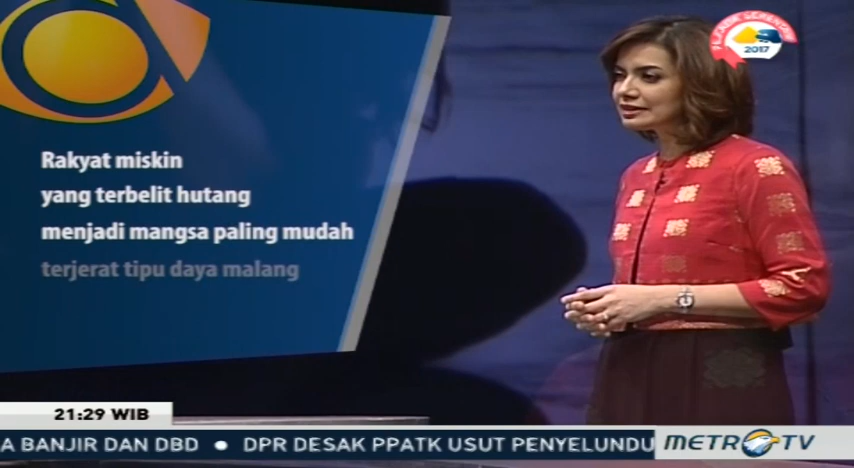 2017
Rakyat miskin
yang terbelit hutang
menjadi mangsa paling mudah
terjerat tipu daya malang
21:29 WIB
A BANJIR DAN DBD ● DPR DESAK PPATK USUT PENYELUNDU
METRO TV